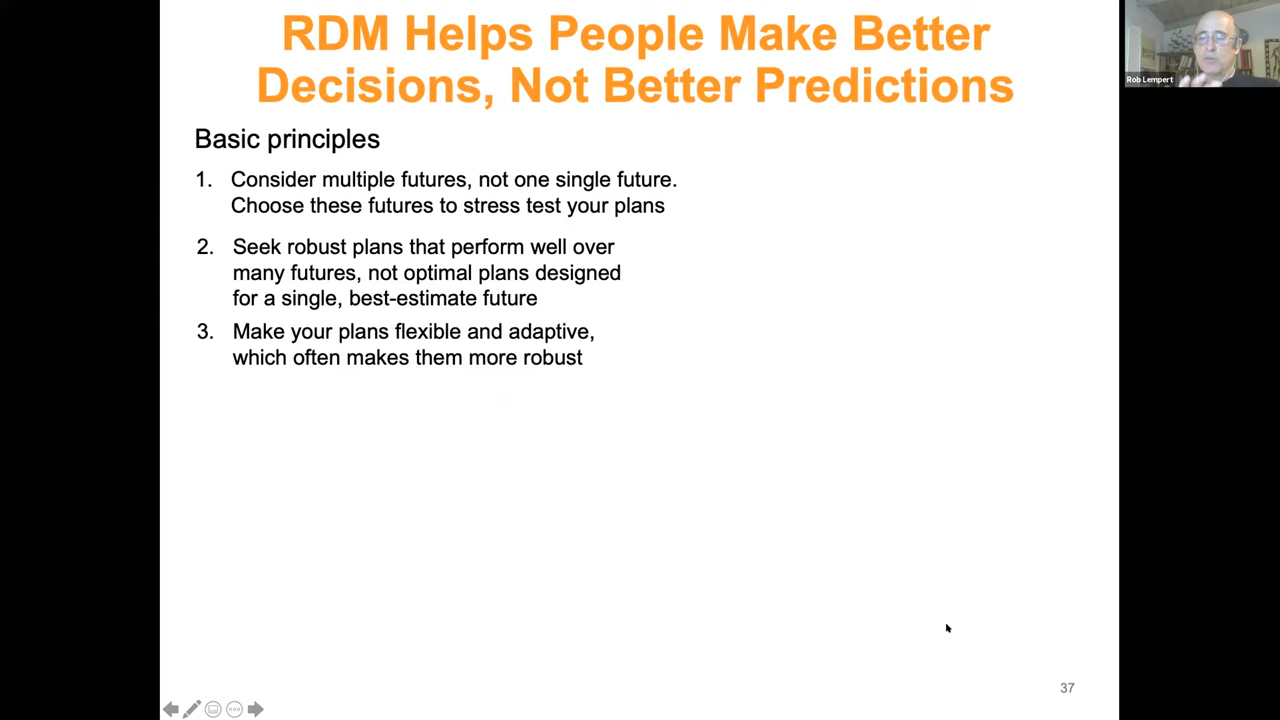 RDM Helps People Make Better
Decisions, Not Better Predictions
Rob Lempert
Basic principles
1. Consider multiple futures, not one single future.
Choose these futures to stress test your plans
2. Seek robust plans that perform well over
many futures, not optimal plans designed
for a single, best-estimate future
3. Make your plans flexible and adaptive,
which often makes them more robust
37